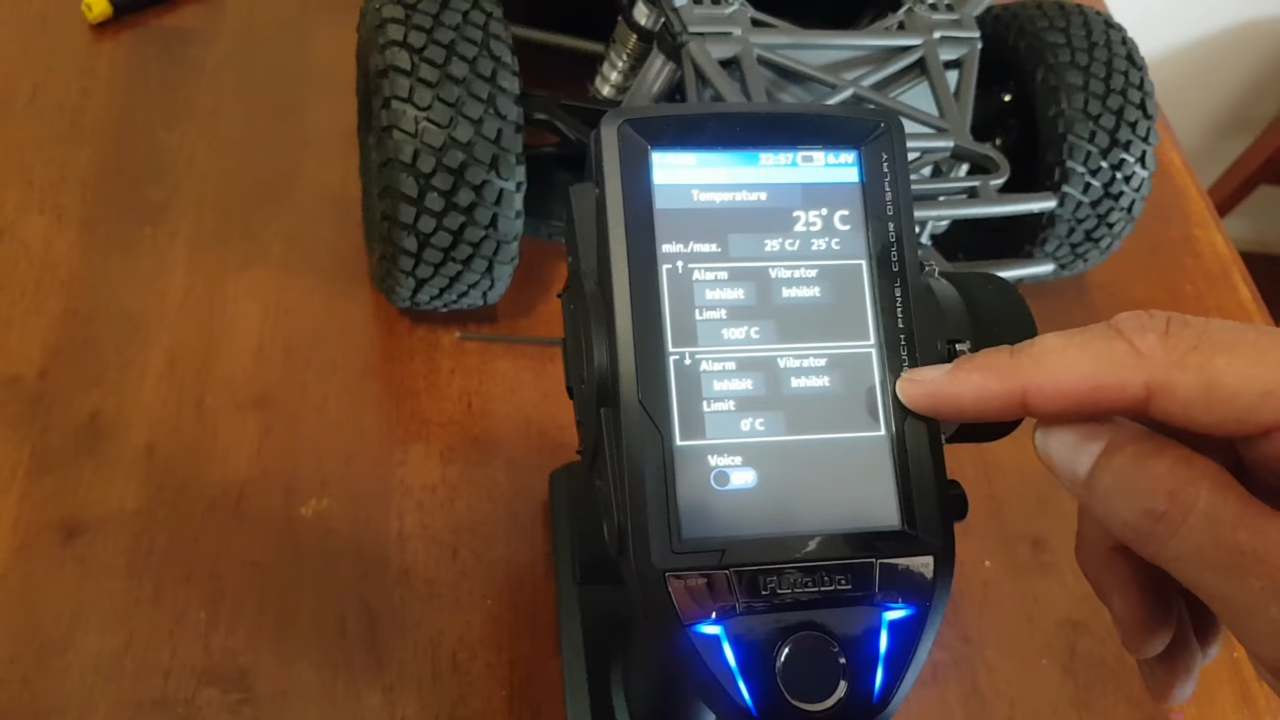 22:57 6.4V
Temperature
25°C
min./max. 25°C/ 25°C
↑
Alarm Vibrator
Inhibit Inhibit
Limit
100°C
↓
Alarm Vibrator
Inhibit Inhibit
Limit
0°C
Voice
OFF
PANEL COLOR DISPLAY
Futaba